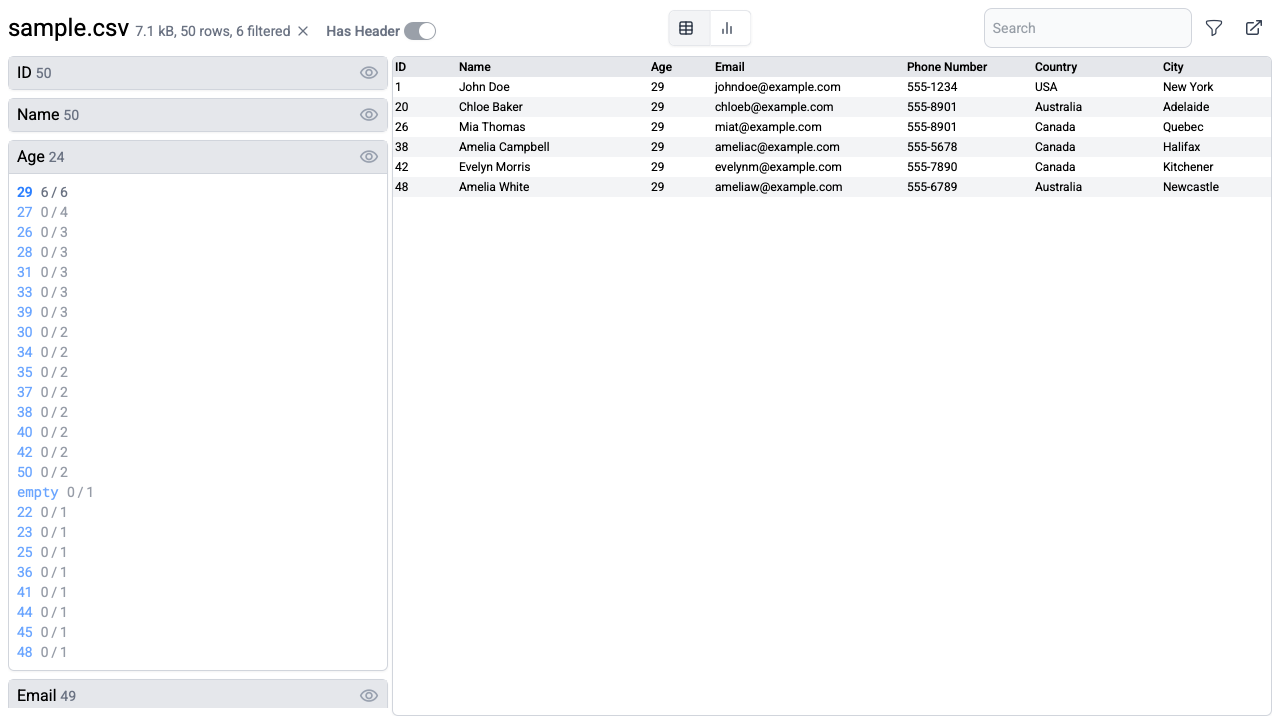 sample.csv 7.1 kB, 50 rows, 6 filtered Has Header Search
ID 50
Name 50
Age 24
29 6 / 6
27 0 / 4
26 0 / 3
28 0 / 3
31 0 / 3
33 0 / 3
39 0 / 3
30 0 / 2
34 0 / 2
35 0 / 2
37 0 / 2
38 0 / 2
40 0 / 2
42 0 / 2
50 0 / 2
empty 0 / 1
22 0 / 1
23 0 / 1
25 0 / 1
36 0 / 1
41 0 / 1
44 0 / 1
45 0 / 1
48 0 / 1
Email 49
ID Name Age Email Phone Number Country City
1 John Doe 29 johndoe@example.com 555-1234 USA New York
20 Chloe Baker 29 chloeb@example.com 555-8901 Australia Adelaide
26 Mia Thomas 29 miat@example.com 555-8901 Canada Quebec
38 Amelia Campbell 29 ameliac@example.com 555-5678 Canada Halifax
42 Evelyn Morris 29 evelynm@example.com 555-7890 Canada Kitchener
48 Amelia White 29 ameliaw@example.com 555-6789 Australia Newcastle